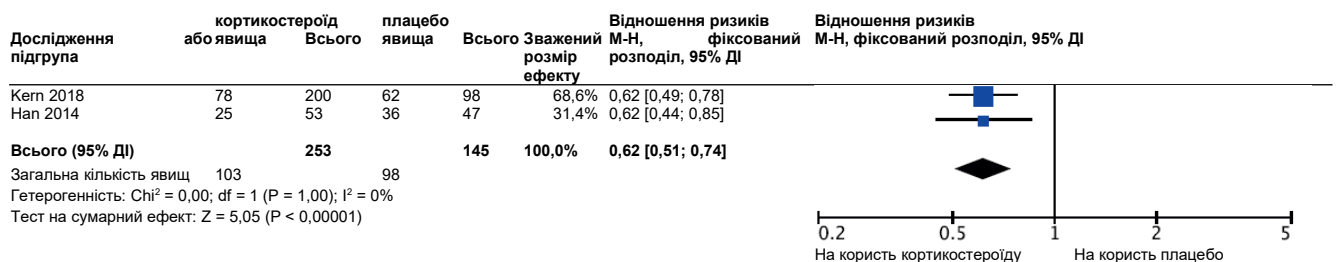 кортикостероїд плацебо Відношення ризиків Відношення ризиків
Дослідження або явища Всього явища Всього Зважений М-Н, фіксований М-Н, фіксований розподіл, 95% ДІ
підгрупа розмір розподіл, 95% ДІ
ефекту
Kern 2018 78 200 62 98 68,6% 0,62 [0,49; 0,78]
Han 2014 25 53 36 47 31,4% 0,62 [0,44; 0,85]
Всього (95% ДІ) 253 145 100,0% 0,62 [0,51; 0,74]
Загальна кількість явищ 103 98
Гетерогенність: Chi² = 0,00; df = 1 (P = 1,00); I² = 0%
Тест на сумарний ефект: Z = 5,05 (P < 0,00001)
0.2 0.5 1 2 5
На користь кортикостероїду На користь плацебо